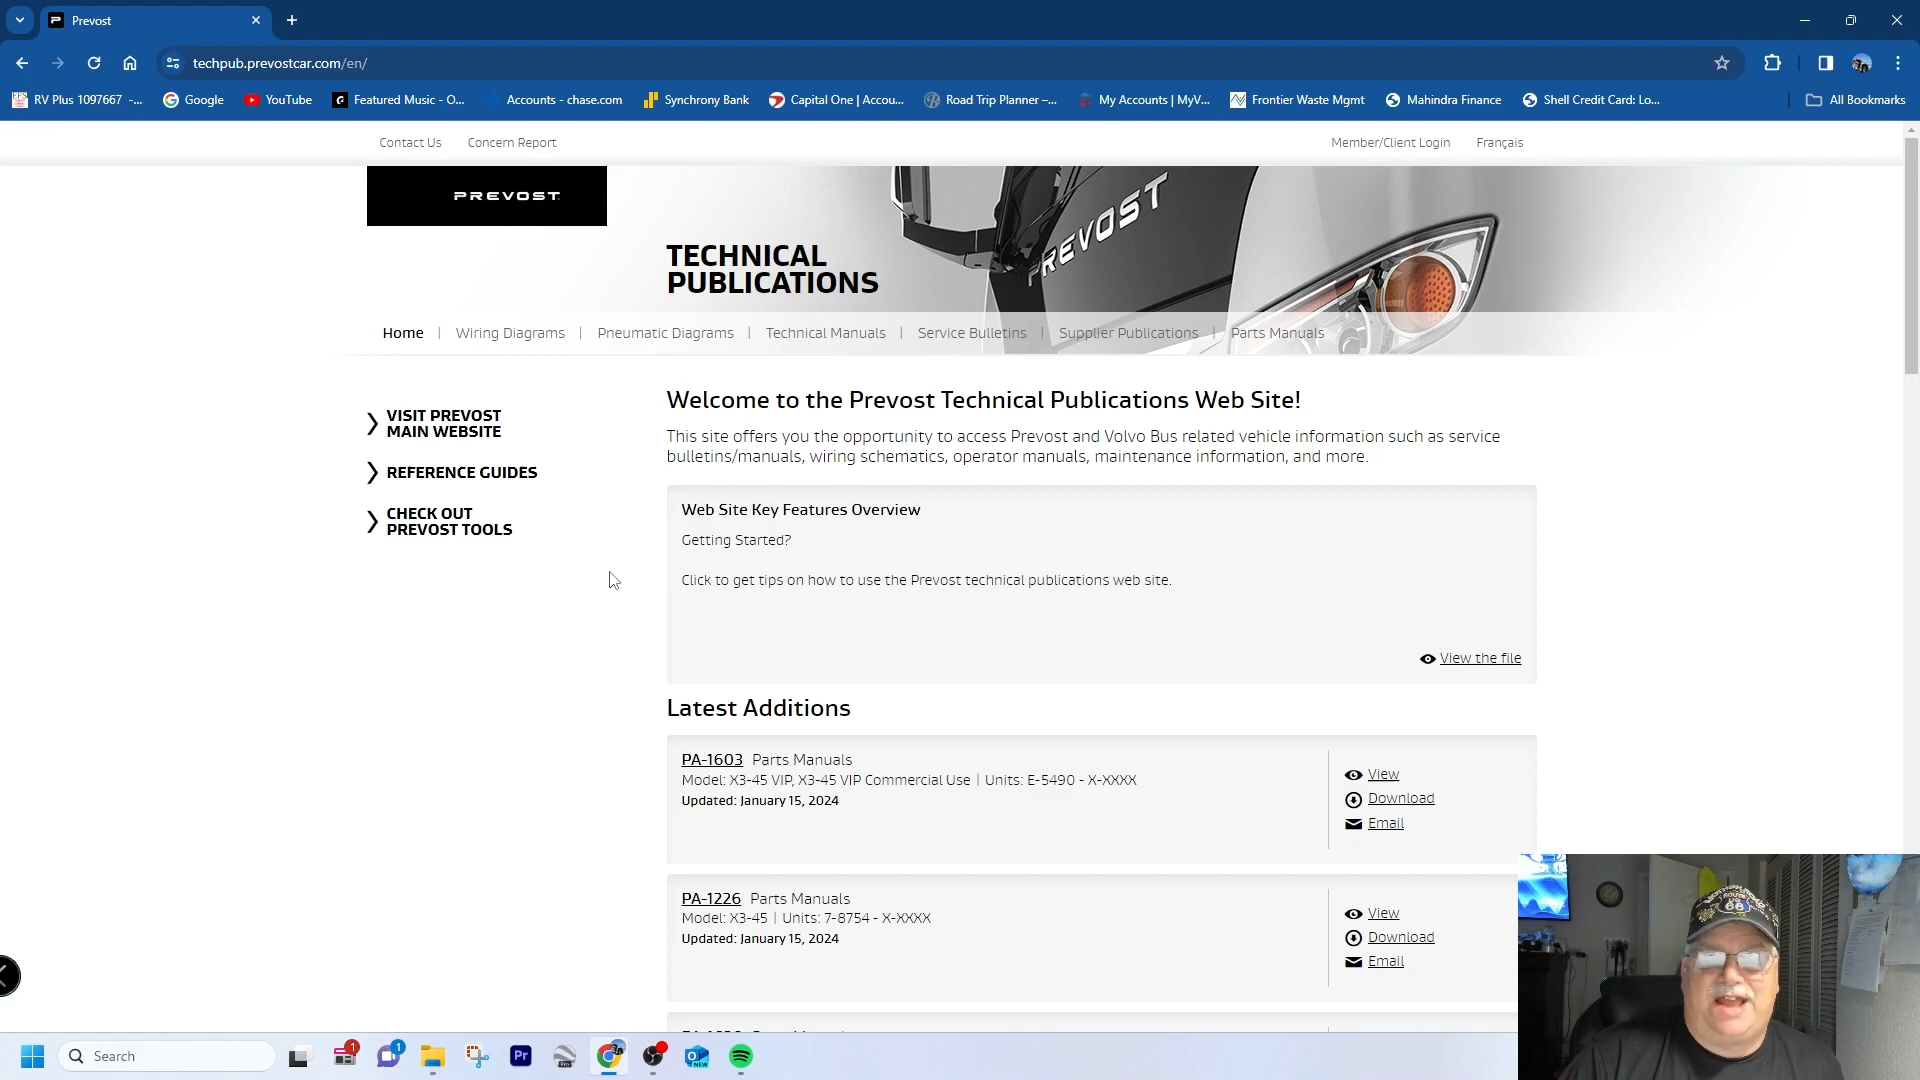 Prevost
techpub.prevostcar.com/en/
RV Plus 1097667 -...
Google
YouTube
Featured Music - O...
Accounts - chase.com
Synchrony Bank
Capital One | Accou...
Road Trip Planner –...
My Accounts | MyV...
Frontier Waste Mgmt
Mahindra Finance
Shell Credit Card: Lo...
All Bookmarks
Contact Us
Concern Report
Member/Client Login
Français
PREVOST
PREVOST
TECHNICAL
PUBLICATIONS
Home | Wiring Diagrams | Pneumatic Diagrams | Technical Manuals | Service Bulletins | Supplier Publications | Parts Manuals
VISIT PREVOST
MAIN WEBSITE
REFERENCE GUIDES
CHECK OUT
PREVOST TOOLS
Welcome to the Prevost Technical Publications Web Site!
This site offers you the opportunity to access Prevost and Volvo Bus related vehicle information such as service
bulletins/manuals, wiring schematics, operator manuals, maintenance information, and more.
Web Site Key Features Overview
Getting Started?
Click to get tips on how to use the Prevost technical publications web site.
View the file
Latest Additions
PA-1603 Parts Manuals
Model: X3-45 VIP, X3-45 VIP Commercial Use | Units: E-5490 - X-XXXX
Updated: January 15, 2024
View
Download
Email
PA-1226 Parts Manuals
Model: X3-45 | Units: 7-8754 - X-XXXX
Updated: January 15, 2024
View
Download
Email
ROUTE
US
66
Search
1
1
Pr
Pro
NEW